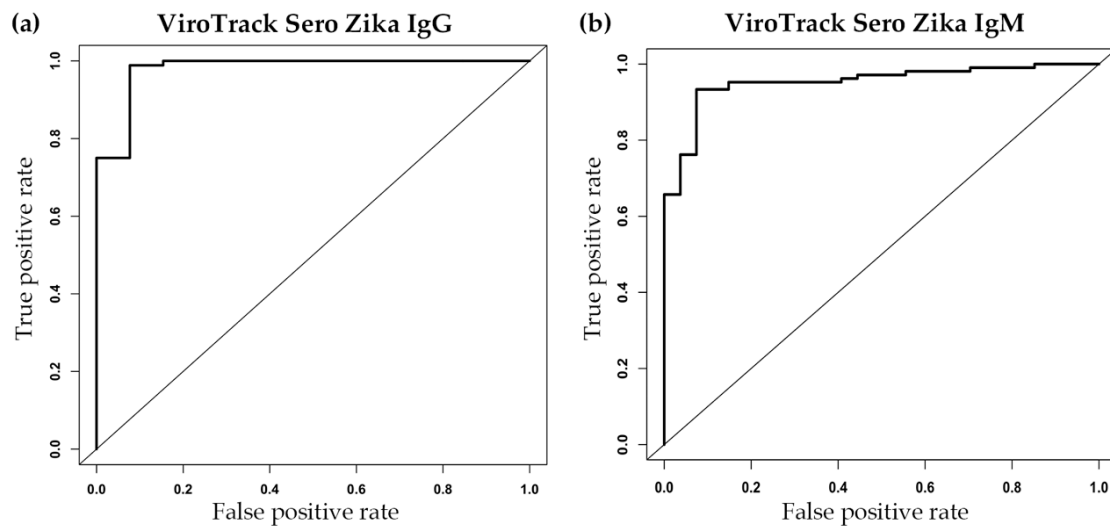 (a) ViroTrack Sero Zika IgG
True positive rate
1.0
0.8
0.6
0.4
0.2
0.0
0.0 0.2 0.4 0.6 0.8 1.0
False positive rate
(b) ViroTrack Sero Zika IgM
True positive rate
1.0
0.8
0.6
0.4
0.2
0.0
0.0 0.2 0.4 0.6 0.8 1.0
False positive rate